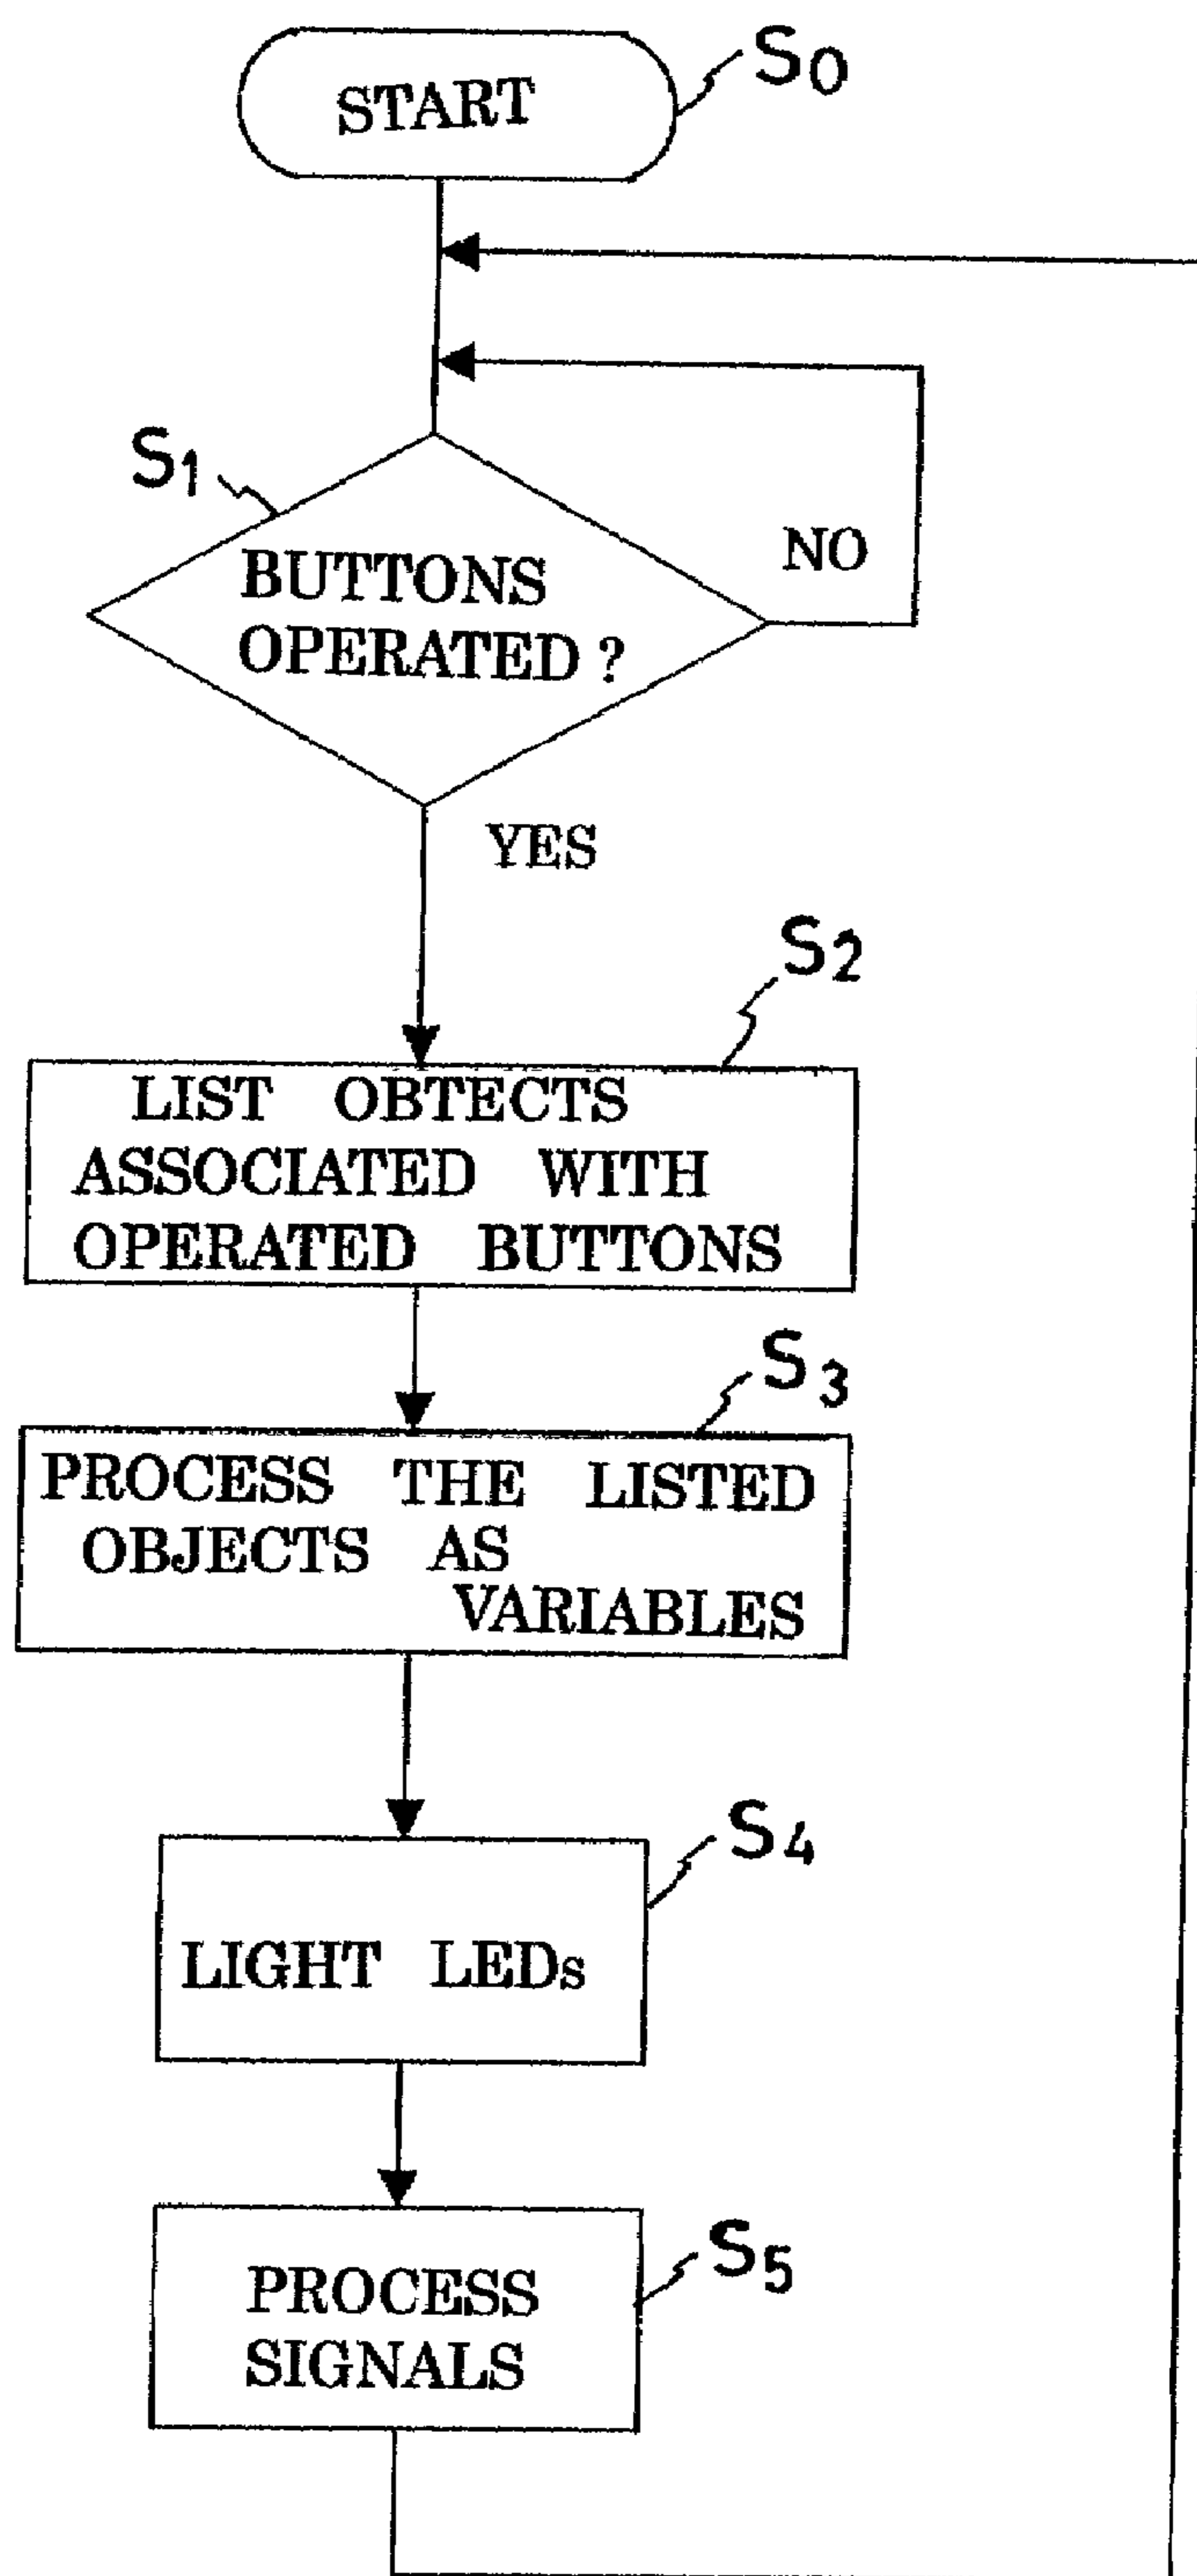 START
S0
S1
BUTTONS
OPERATED ?
NO
YES
S2
LIST OBTECTS
ASSOCIATED WITH
OPERATED BUTTONS
S3
PROCESS THE LISTED
OBJECTS AS
VARIABLES
S4
LIGHT LEDs
S5
PROCESS
SIGNALS